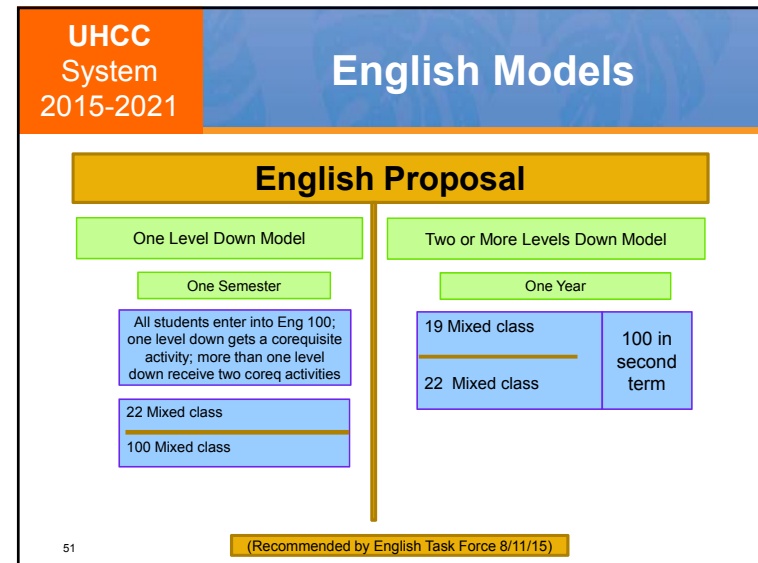 UHCC
System
2015-2021
English Models
English Proposal
One Level Down Model
One Semester
All students enter into Eng 100;
one level down gets a corequisite
activity; more than one level
down receive two coreq activities
22 Mixed class
100 Mixed class
Two or More Levels Down Model
One Year
19 Mixed class
22 Mixed class
100 in
second
term
51
(Recommended by English Task Force 8/11/15)